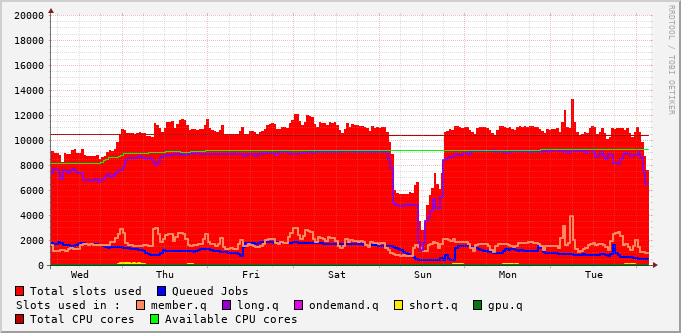 RRDTOOL / TOBI OETIKER
20000
18000
16000
14000
12000
10000
8000
6000
4000
2000
0
Wed Thu Fri Sat Sun Mon Tue
Total slots used Queued Jobs
Slots used in : member.q long.q ondemand.q short.q gpu.q
Total CPU cores Available CPU cores